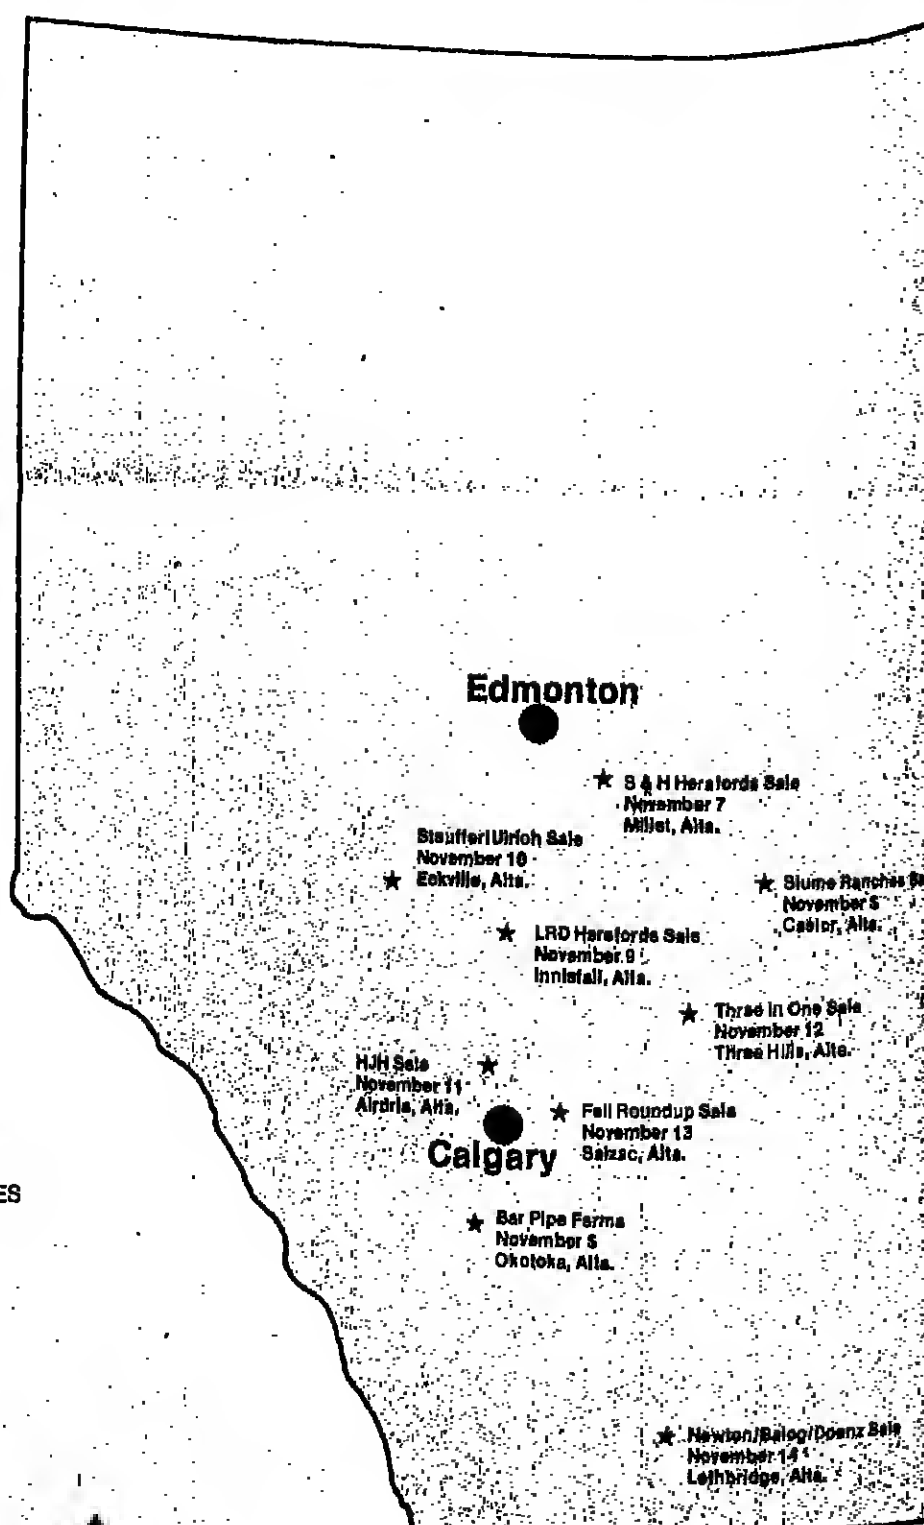 Edmonton
S & H Herefords Sale
November 7
Millet, Alta.
Stauffer/Ulrich Sale
November 10
Eckville, Alta.
Blume Ranches
November
Castor, Alta.
LRD Herefords Sale
November 9
Innisfail, Alta.
Three in One Sale
November 12
Three Hills, Alta.
HJH Sale
November 11
Airdrie, Alta.
Fall Roundup Sale
November 13
Balzac, Alta.
Calgary
ES
Bar Pipe Farms
November
Okotoks, Alta.
Newton/Balog/Doenz Sale
November 14
Lethbridge, Alta.